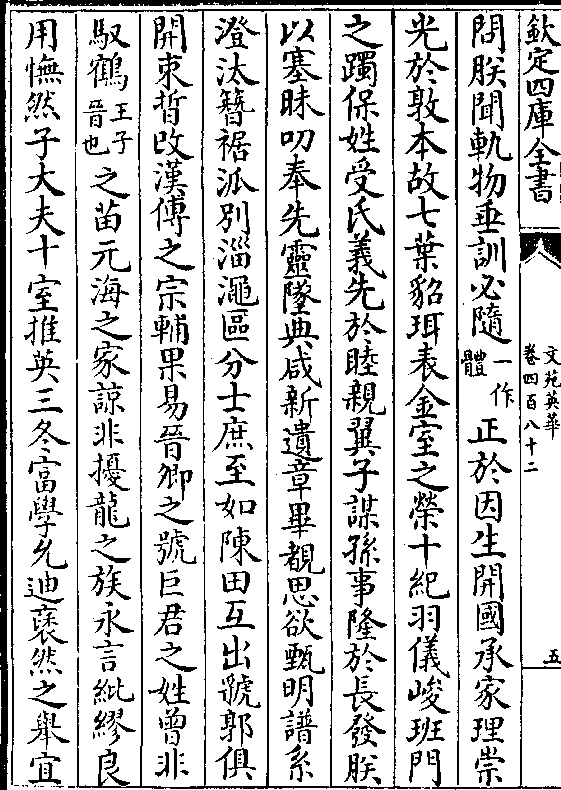 欽定四庫全書
文苑英華
卷四百八十二
五
問朕聞軌物垂訓必隨一作體正於因生開國承家理崇
光於敦本故七葉貂珥表金室之榮十紀羽儀峻班門
之躅保姓受氏義先於睦親翼子謀孫事隆於長發朕
以塞昧叨奉先靈墜典咸新遺章畢覩思欲甄明譜系
澄汰簪裾派別淄澠區分士庶至如陳田互出虢郭俱
開束晳改漢傅之宗輔果易晉卿之號巨君之姓曾非
馭鶴王子晉也之苗元海之家諒非擾龍之族永言紕繆良
用憮然子大夫十室推英三冬富學允迪褎然之舉宜